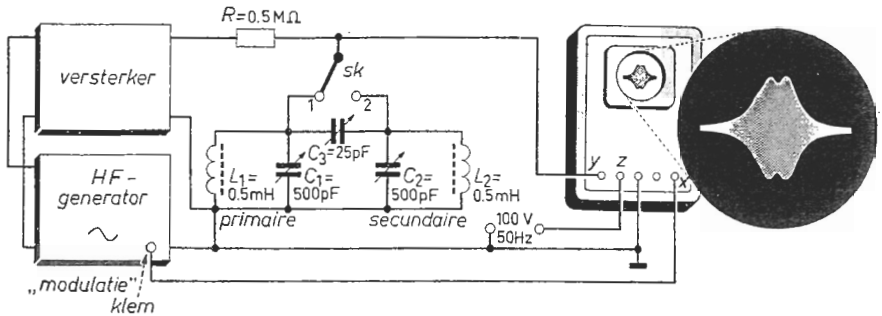 R=0.5MΩ
versterker
sk
1
2
C3=25pF
L1=
0.5mH
C1=
500pF
C2=
500pF
L2=
0.5mH
HF-
generator
primaire
secundaire
100 V
50Hz
y
z
x
„modulatie”
klem